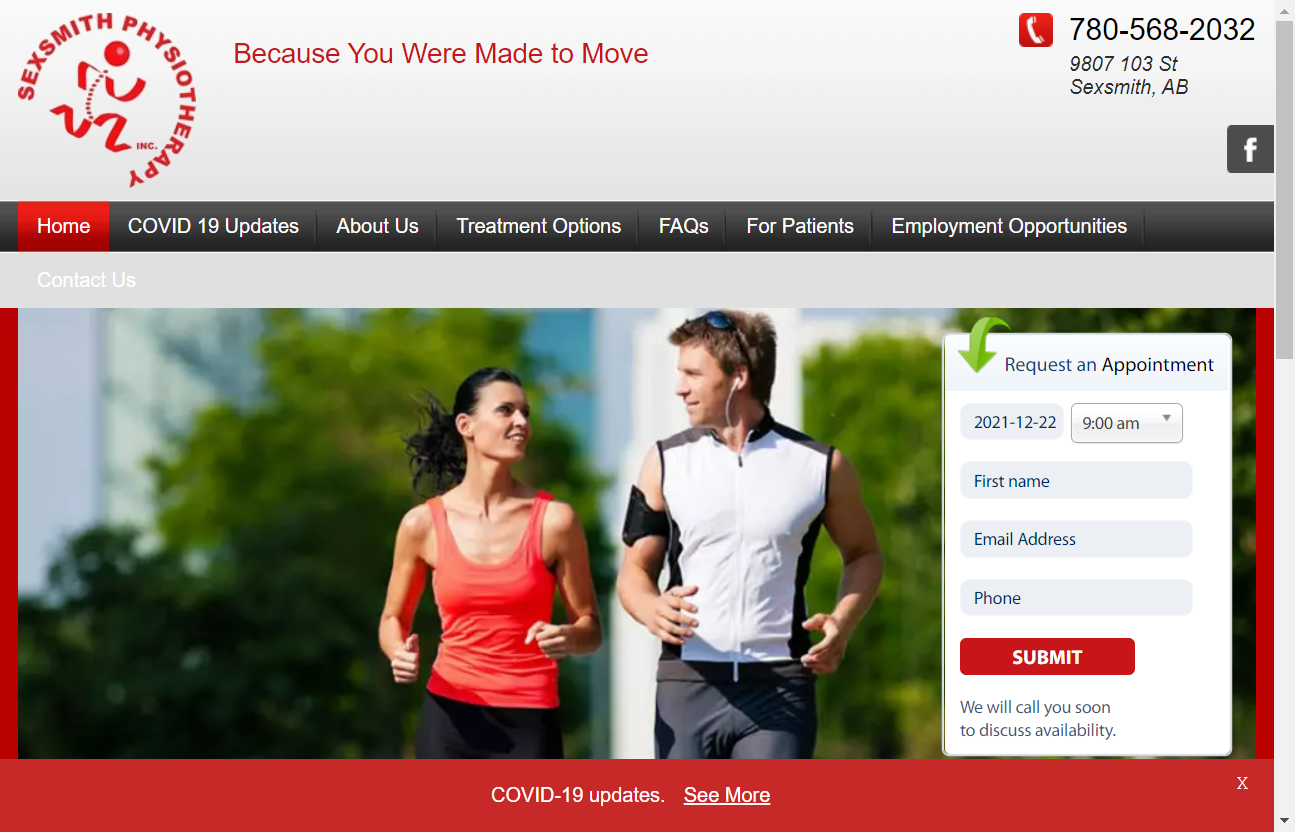 SEXSMITH PHYSIOTHERAPY
INC.
Because You Were Made to Move
780-568-2032
9807 103 St
Sexsmith, AB
f
Home COVID 19 Updates About Us Treatment Options FAQs For Patients Employment Opportunities
Contact Us
Request an Appointment
2021-12-22 9:00 am
First name
Email Address
Phone
SUBMIT
We will call you soon
to discuss availability.
X
COVID-19 updates. See More